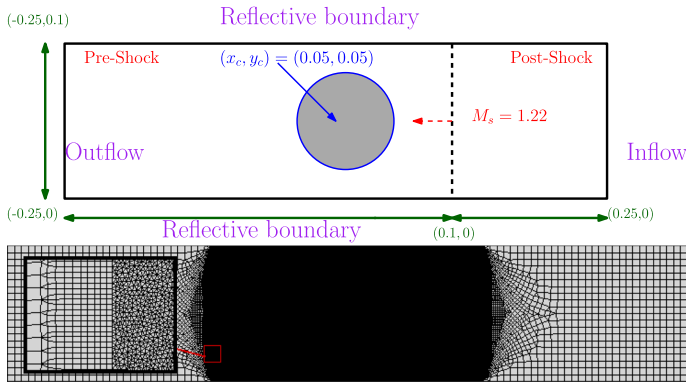 (-0.25,0.1)
Reflective boundary
Pre-Shock
(x_c, y_c) = (0.05, 0.05)
Post-Shock
M_s = 1.22
Outflow
Inflow
(-0.25,0)
(0.25,0)
Reflective boundary
(0.1, 0)